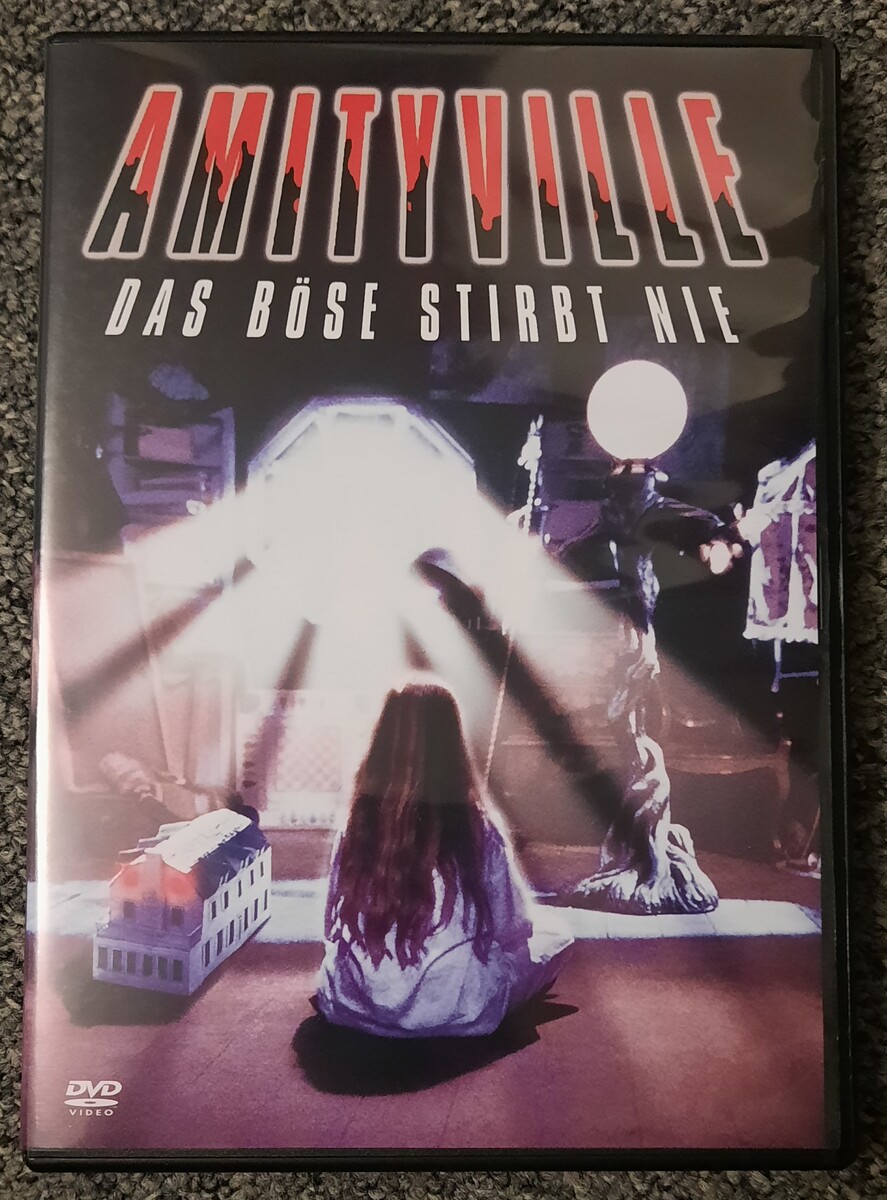 AMITYVILLE
DAS BÖSE STIRBT NIE
DVD
VIDEO